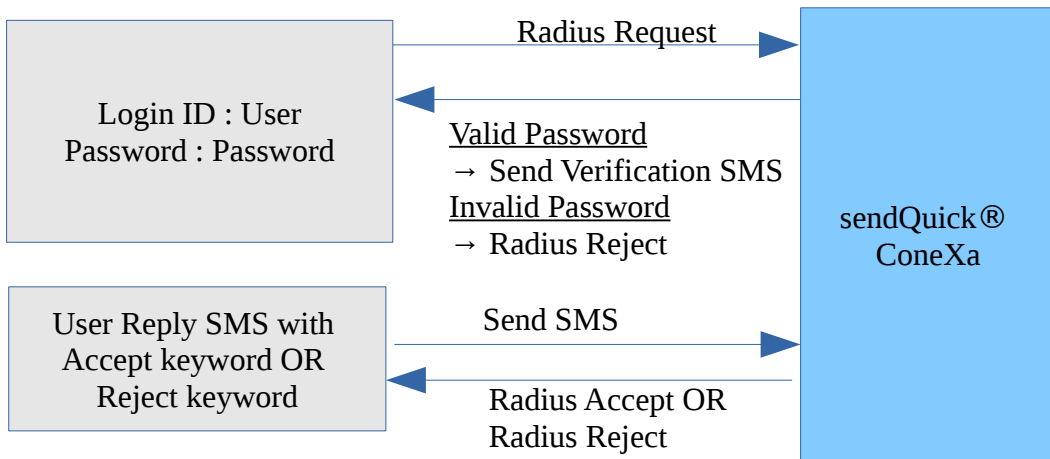 Radius Request
Login ID : User
Password : Password
Valid Password
→ Send Verification SMS
Invalid Password
→ Radius Reject
sendQuick®
ConeXa
User Reply SMS with
Accept keyword OR
Reject keyword
Send SMS
Radius Accept OR
Radius Reject